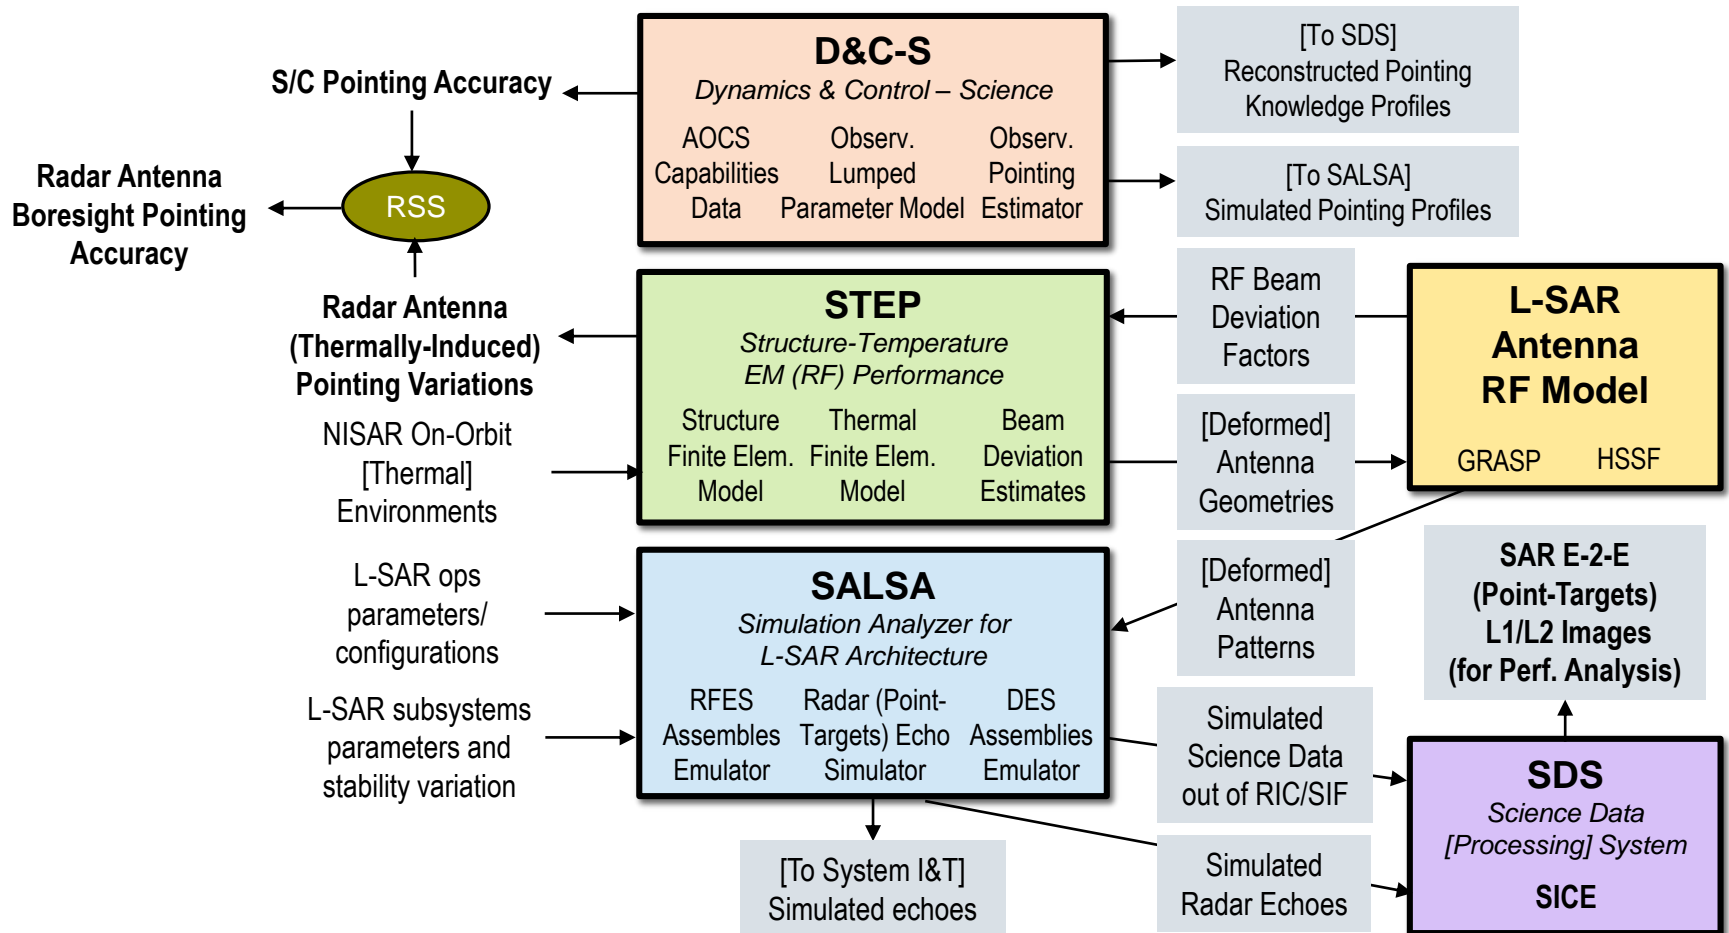 D&C-S
Dynamics & Control – Science
AOCS
Capabilities
Data
Observ.
Lumped
Parameter Model
Observ.
Pointing
Estimator
[To SDS]
Reconstructed Pointing
Knowledge Profiles
[To SALSA]
Simulated Pointing Profiles
S/C Pointing Accuracy
RSS
Radar Antenna
Boresight Pointing
Accuracy
Radar Antenna
(Thermally-Induced)
Pointing Variations
NISAR On-Orbit
[Thermal]
Environments
STEP
Structure-Temperature
EM (RF) Performance
Structure
Finite Elem.
Model
Thermal
Finite Elem.
Model
Beam
Deviation
Estimates
RF Beam
Deviation
Factors
[Deformed]
Antenna
Geometries
L-SAR
Antenna
RF Model
GRASP
HSSF
L-SAR ops
parameters/
configurations
L-SAR subsystems
parameters and
stability variation
SALSA
Simulation Analyzer for
L-SAR Architecture
RFES
Assembles
Emulator
Radar (Point-
Targets) Echo
Simulator
DES
Assemblies
Emulator
[Deformed]
Antenna
Patterns
SAR E-2-E
(Point-Targets)
L1/L2 Images
(for Perf. Analysis)
Simulated
Science Data
out of RIC/SIF
Simulated
Radar Echoes
[To System I&T]
Simulated echoes
SDS
Science Data
[Processing] System
SICE